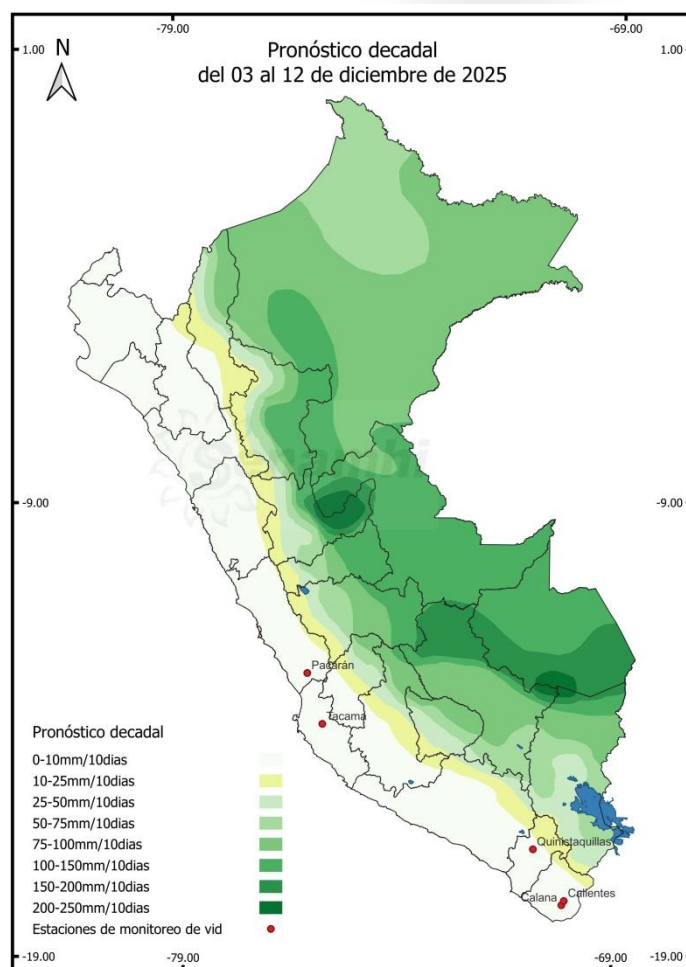 -79.00
-69.00
1.00
1.00
N
Pronóstico decadal
del 03 al 12 de diciembre de 2025
Senamhi
-9.00
-9.00
Pacarán
Tacama
Quinistaquillas
Calana
Calientes
Pronóstico decadal
0-10mm/10dias
10-25mm/10dias
25-50mm/10dias
50-75mm/10dias
75-100mm/10dias
100-150mm/10dias
150-200mm/10dias
200-250mm/10dias
Estaciones de monitoreo de vid
-19.00
-19.00
-79.00
-69.00